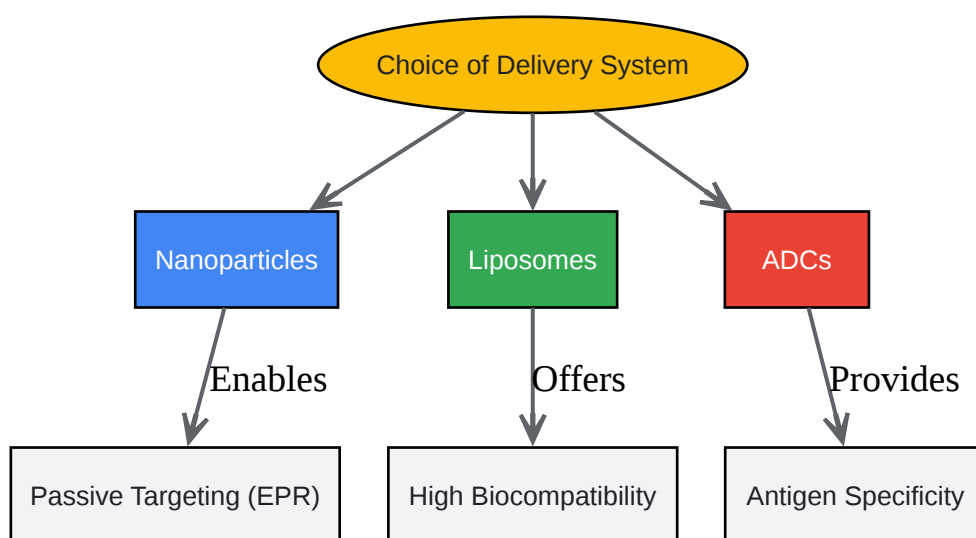 Choice of Delivery System
Nanoparticles
Liposomes
ADCs
Enables
Offers
Provides
Passive Targeting (EPR)
High Biocompatibility
Antigen Specificity